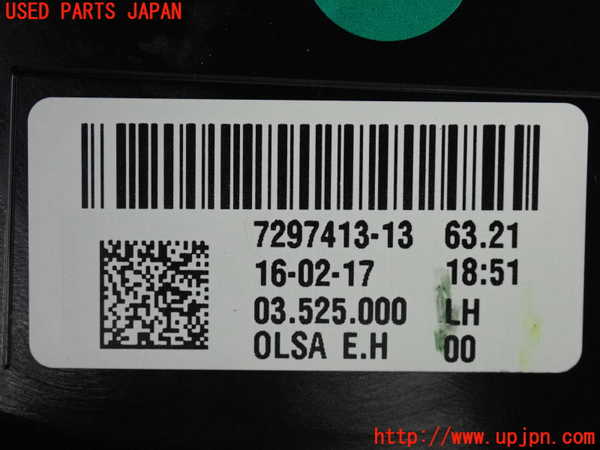 USED PARTS JAPAN
7297413-13 63.21
16-02-17 18:51
03.525.000 LH
OLSA E.H 00
http://www.upjpn.com/